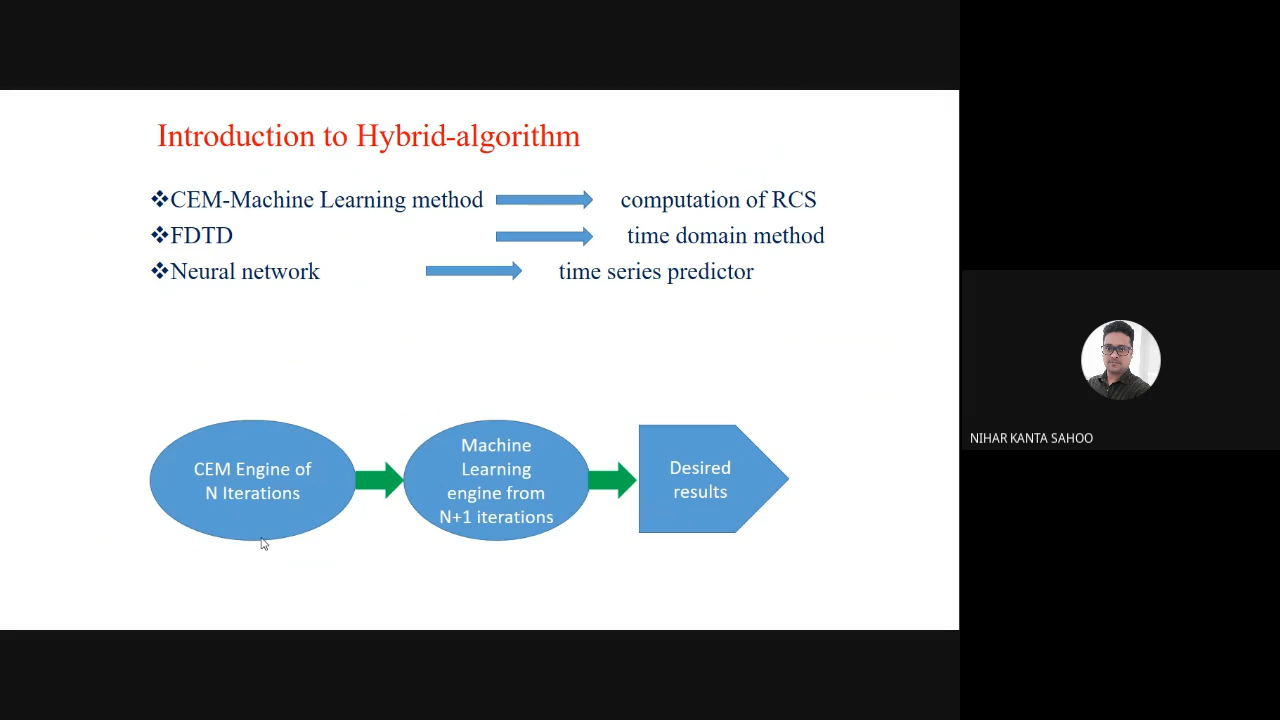 Introduction to Hybrid-algorithm
❖CEM-Machine Learning method computation of RCS
❖FDTD time domain method
❖Neural network time series predictor
CEM Engine of
N Iterations
Machine
Learning
engine from
N+1 iterations
Desired
results
NIHAR KANTA SAHOO